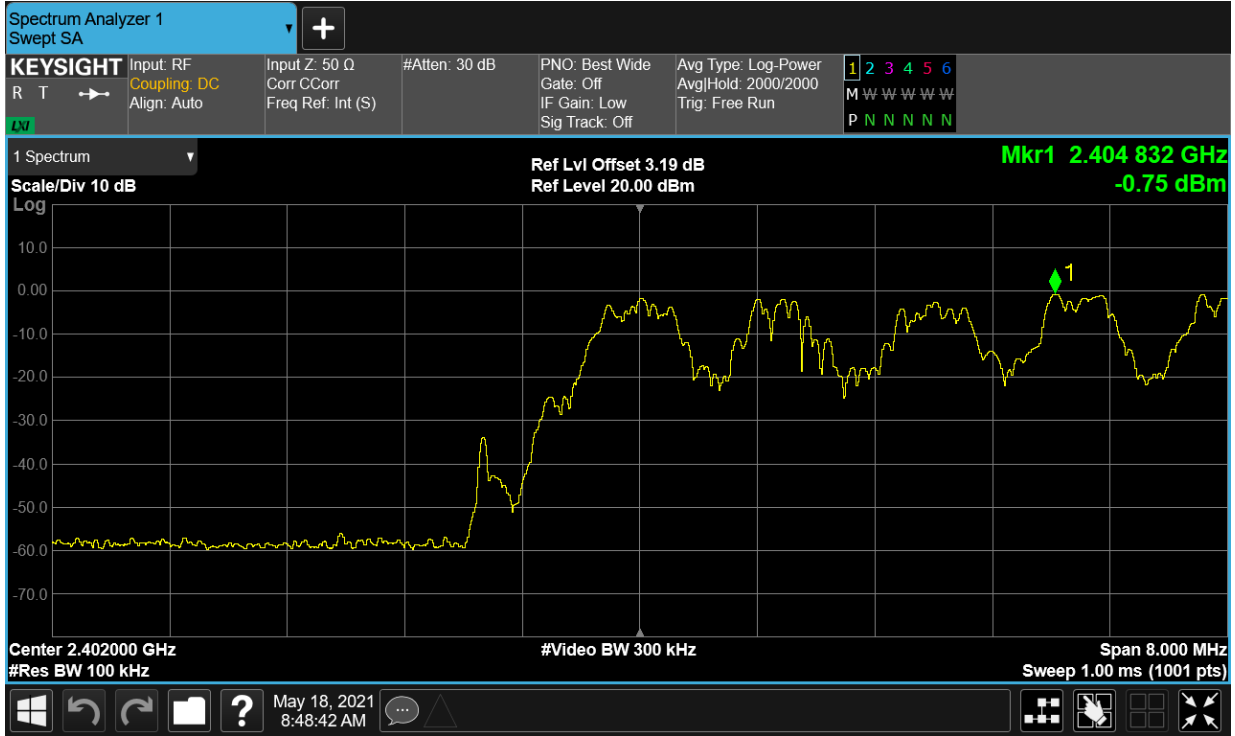 Spectrum Analyzer 1
Swept SA
KEYSIGHT
R T
LXI
Input: RF
Coupling: DC
Align: Auto
Input Z: 50 Ω
Corr CCorr
Freq Ref: Int (S)
#Atten: 30 dB
PNO: Best Wide
Gate: Off
IF Gain: Low
Sig Track: Off
Avg Type: Log-Power
Avg|Hold: 2000/2000
Trig: Free Run
1 2 3 4 5 6
M W W W W W
P N N N N N
1 Spectrum
Scale/Div 10 dB
Ref Lvl Offset 3.19 dB
Ref Level 20.00 dBm
Mkr1 2.404 832 GHz
-0.75 dBm
Log
10.0
0.00
-10.0
-20.0
-30.0
-40.0
-50.0
-60.0
-70.0
1
Center 2.402000 GHz
#Res BW 100 kHz
#Video BW 300 kHz
Span 8.000 MHz
Sweep 1.00 ms (1001 pts)
?
May 18, 2021
8:48:42 AM